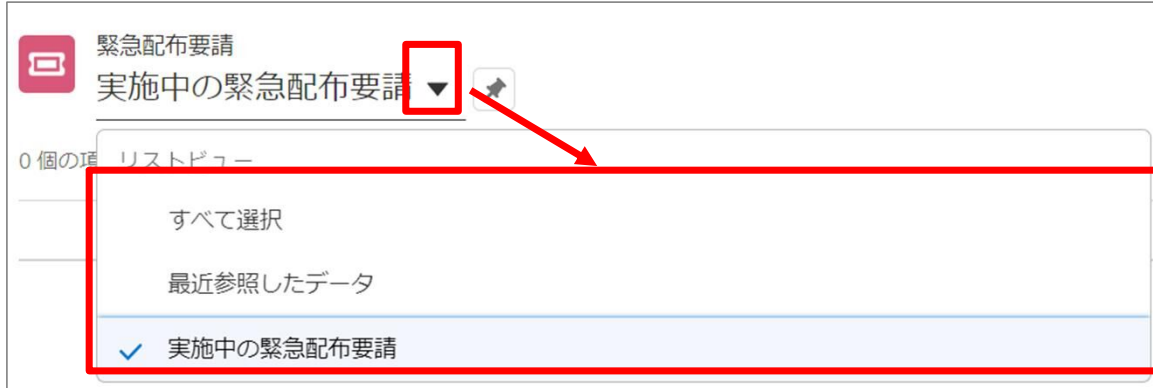 緊急配布要請
実施中の緊急配布要請
0 個の項
リストビュー
すべて選択
最近参照したデータ
実施中の緊急配布要請